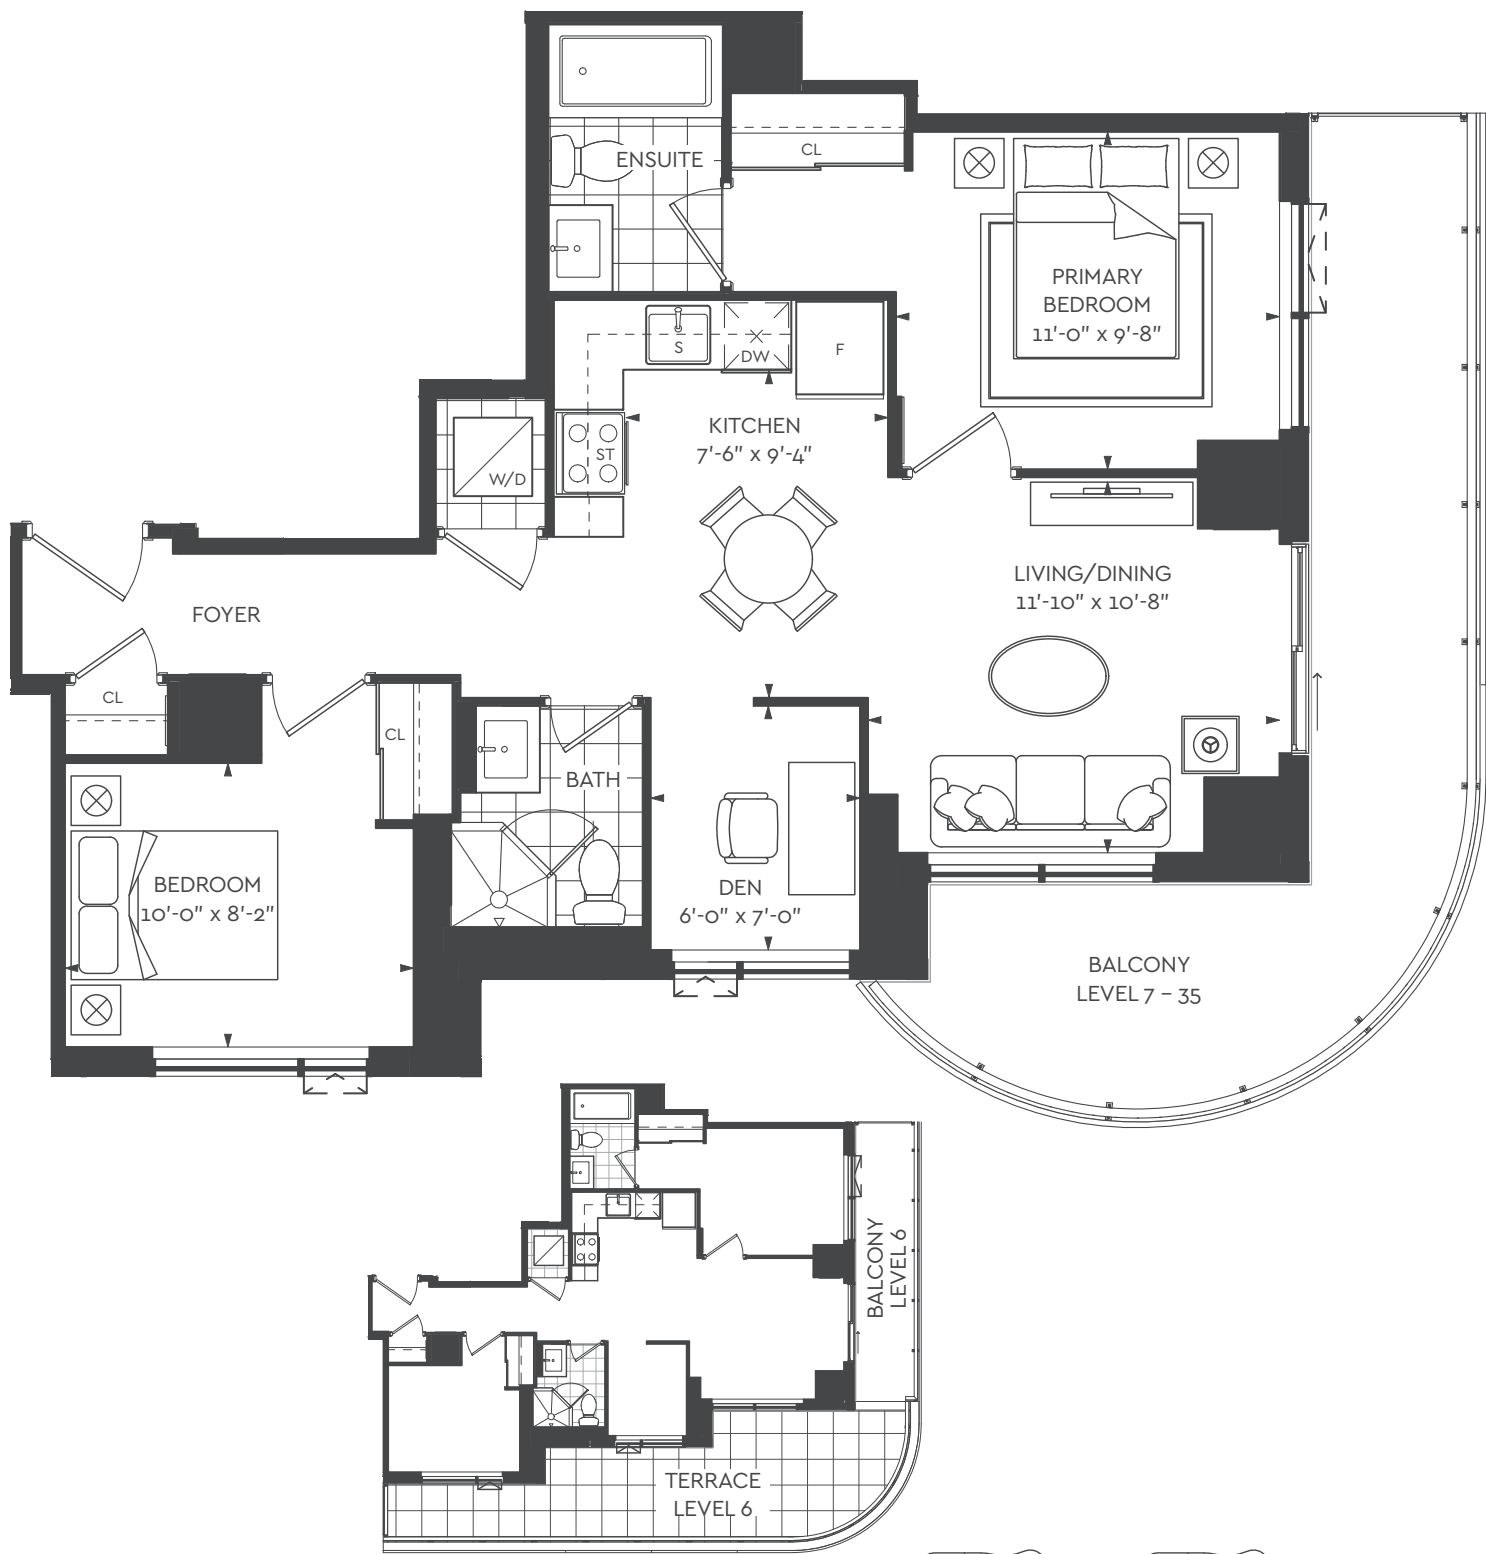 ENSUITE
CL
PRIMARY
BEDROOM
11'-0" x 9'-8"
S
DW
F
KITCHEN
7'-6" x 9'-4"
ST
W/D
LIVING/DINING
11'-10" x 10'-8"
FOYER
CL
CL
BATH
BEDROOM
10'-0" x 8'-2"
DEN
6'-0" x 7'-0"
BALCONY
LEVEL 7 – 35
BALCONY
LEVEL 6
TERRACE
LEVEL 6